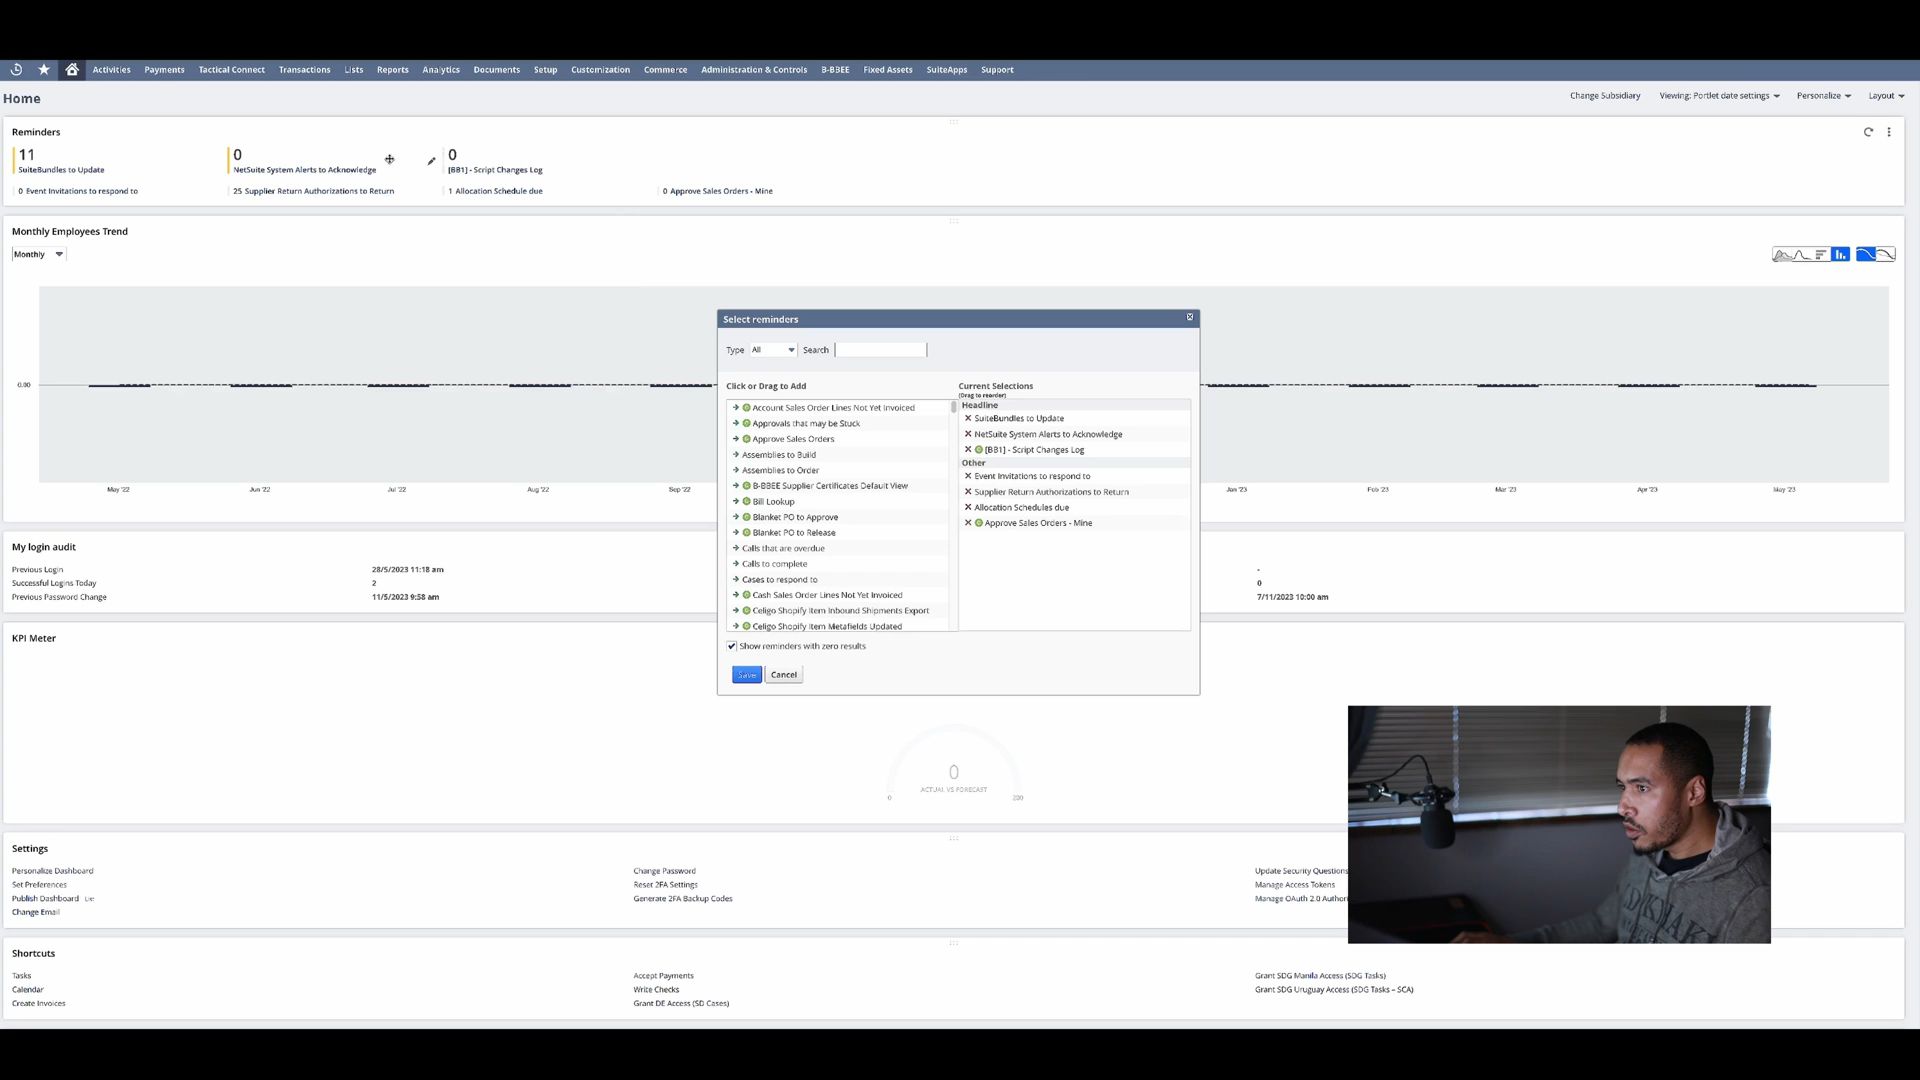 Activities Payments Tactical Connect Transactions Lists Reports Analytics Documents Setup Customization Commerce Administration & Controls B-BBEE Fixed Assets SuiteApps Support
Home
Change Subsidiary Viewing: Portlet date settings Personalize Layout
Reminders
11 0 0
SuiteBundles to Update NetSuite System Alerts to Acknowledge [BB1] - Script Changes Log
0 Event Invitations to respond to 25 Supplier Return Authorizations to Return 1 Allocation Schedule due 0 Approve Sales Orders - Mine
Monthly Employees Trend
Monthly
0.00
May '22 Jun '22 Jul '22 Aug '22 Sep '22 Jan '23 Feb '23 Mar '23 Apr '23 May '23
Select reminders
Type All Search
Click or Drag to Add
Account Sales Order Lines Not Yet Invoiced
Approvals that may be Stuck
Approve Sales Orders
Assemblies to Build
Assemblies to Order
B-BBEE Supplier Certificates Default View
Bill Lookup
Blanket PO to Approve
Blanket PO to Release
Calls that are overdue
Calls to complete
Cases to respond to
Cash Sales Order Lines Not Yet Invoiced
Celigo Shopify Item Inbound Shipments Export
Celigo Shopify Item Metafields Updated
Current Selections
(Drag to reorder)
Headline
SuiteBundles to Update
NetSuite System Alerts to Acknowledge
[BB1] - Script Changes Log
Other
Event Invitations to respond to
Supplier Return Authorizations to Return
Allocation Schedules due
Approve Sales Orders - Mine
Show reminders with zero results
Save Cancel
My login audit
Previous Login 28/5/2023 11:18 am -
Successful Logins Today 2 0
Previous Password Change 11/5/2023 9:58 am 7/11/2023 10:00 am
KPI Meter
0
ACTUAL VS FORECAST
0 200
Settings
Personalize Dashboard Change Password Update Security Questions
Set Preferences Reset 2FA Settings Manage Access Tokens
Publish Dashboard Generate 2FA Backup Codes Manage OAuth 2.0 Author
Change Email
Shortcuts
Tasks Accept Payments Grant SDG Manila Access (SDG Tasks)
Calendar Write Checks Grant SDG Uruguay Access (SDG Tasks – SCA)
Create Invoices Grant DE Access (SD Cases)